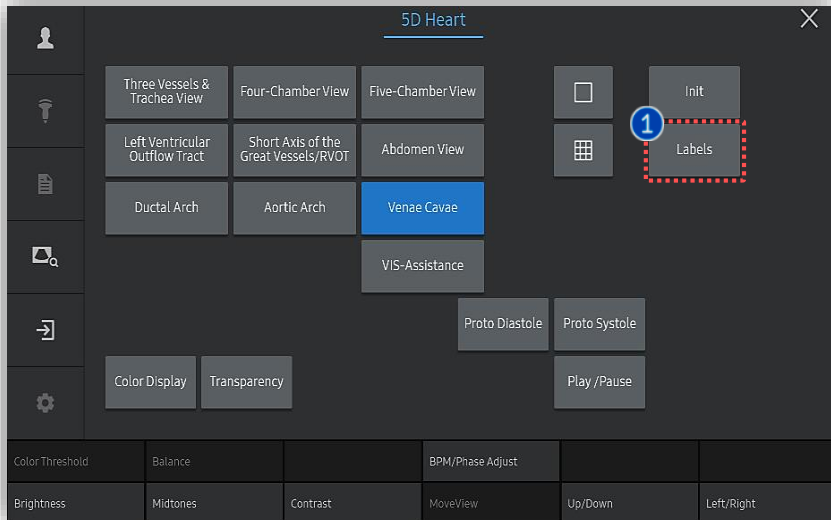 5D Heart
Three Vessels &
Trachea View
Four-Chamber View
Five-Chamber View
Init
1
Left Ventricular
Outflow Tract
Short Axis of the
Great Vessels/RVOT
Abdomen View
Labels
Ductal Arch
Aortic Arch
Venae Cavae
VIS-Assistance
Proto Diastole
Proto Systole
Color Display
Transparency
Play /Pause
Color Threshold
Balance
BPM/Phase Adjust
Brightness
Midtones
Contrast
MoveView
Up/Down
Left/Right